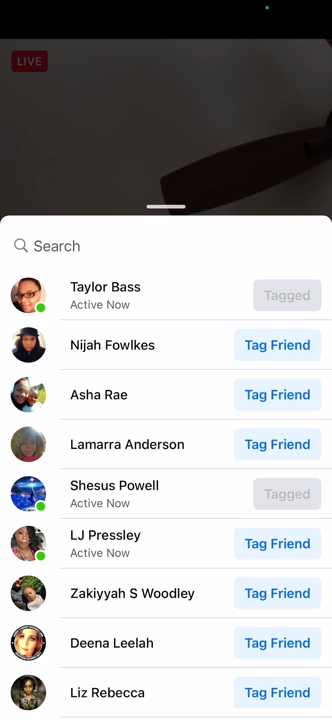 LIVE
Search
Taylor Bass
Active Now
Tagged
Nijah Fowlkes
Tag Friend
Asha Rae
Tag Friend
Lamarra Anderson
Tag Friend
Shesus Powell
Active Now
Tagged
LJ Pressley
Active Now
Tag Friend
Zakiyyah S Woodley
Tag Friend
Deena Leelah
Tag Friend
Liz Rebecca
Tag Friend